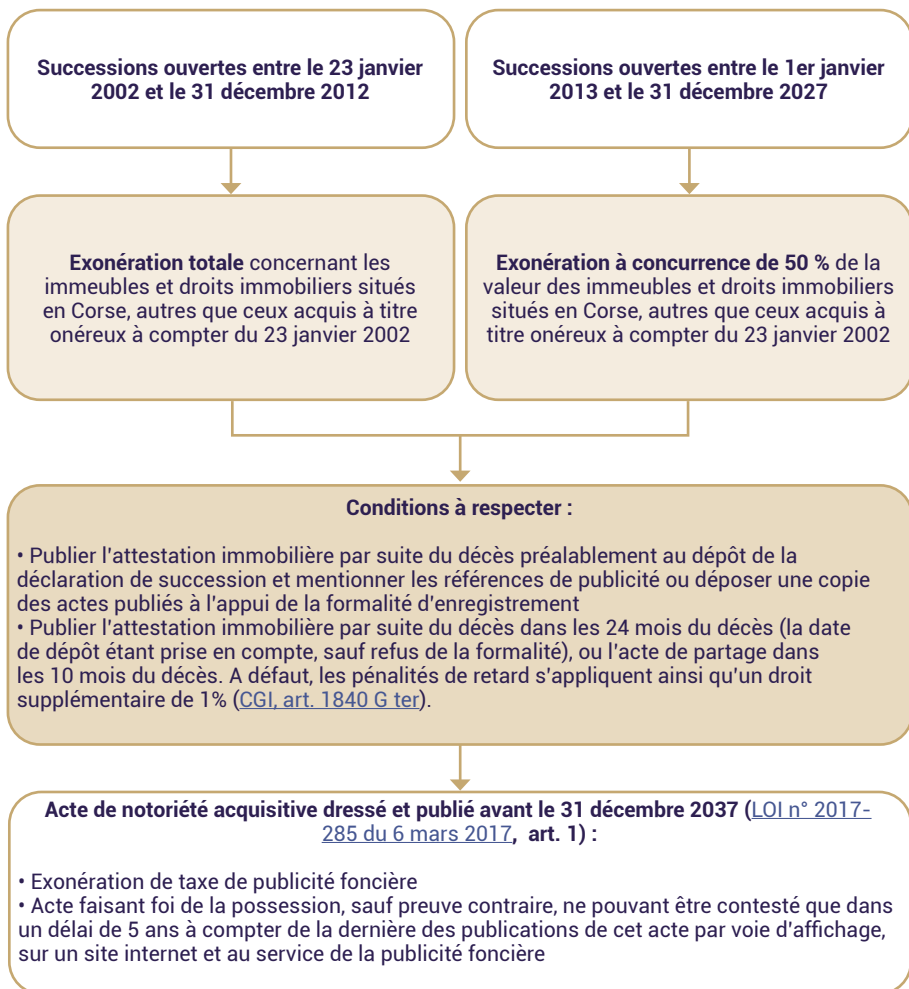 Successions ouvertes entre le 23 janvier
2002 et le 31 décembre 2012
Successions ouvertes entre le 1er janvier
2013 et le 31 décembre 2027
Exonération totale concernant les
immeubles et droits immobiliers situés
en Corse, autres que ceux acquis à titre
onéreux à compter du 23 janvier 2002
Exonération à concurrence de 50 % de la
valeur des immeubles et droits immobiliers
situés en Corse, autres que ceux acquis à
titre onéreux à compter du 23 janvier 2002
Conditions à respecter :
• Publier l'attestation immobilière par suite du décès préalablement au dépôt de la
déclaration de succession et mentionner les références de publicité ou déposer une copie
des actes publiés à l'appui de la formalité d'enregistrement
• Publier l'attestation immobilière par suite du décès dans les 24 mois du décès (la date
de dépôt étant prise en compte, sauf refus de la formalité), ou l'acte de partage dans
les 10 mois du décès. A défaut, les pénalités de retard s'appliquent ainsi qu'un droit
supplémentaire de 1% (CGI, art. 1840 G ter).
Acte de notoriété acquisitive dressé et publié avant le 31 décembre 2037 (LOI n° 2017-
285 du 6 mars 2017, art. 1) :
• Exonération de taxe de publicité foncière
• Acte faisant foi de la possession, sauf preuve contraire, ne pouvant être contesté que dans
un délai de 5 ans à compter de la dernière des publications de cet acte par voie d'affichage,
sur un site internet et au service de la publicité foncière